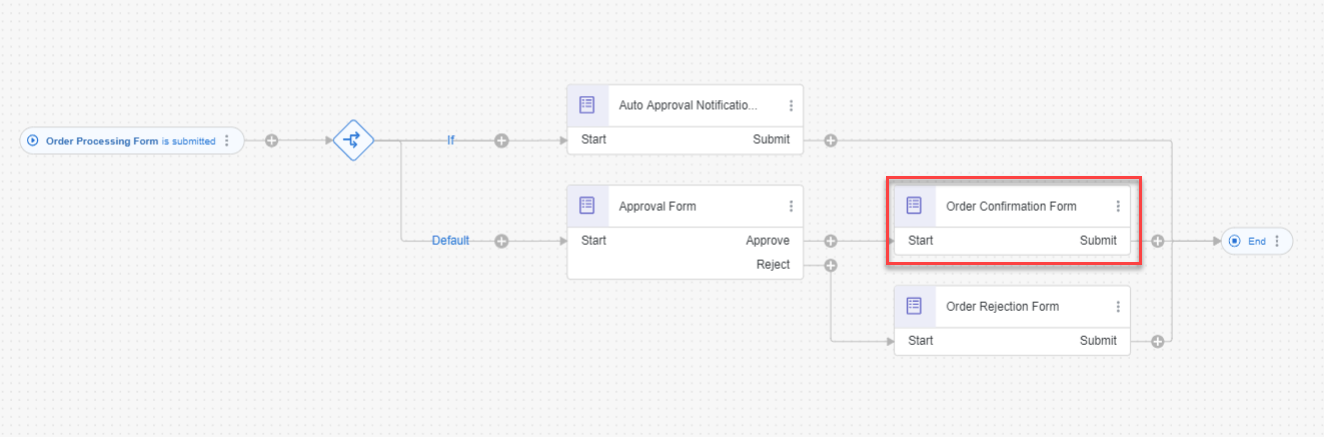 Auto Approval Notificatio...
Order Processing Form is submitted
If
Start Submit
Approval Form
Order Confirmation Form
Default
Start Approve
Start Submit
End
Reject
Order Rejection Form
Start Submit